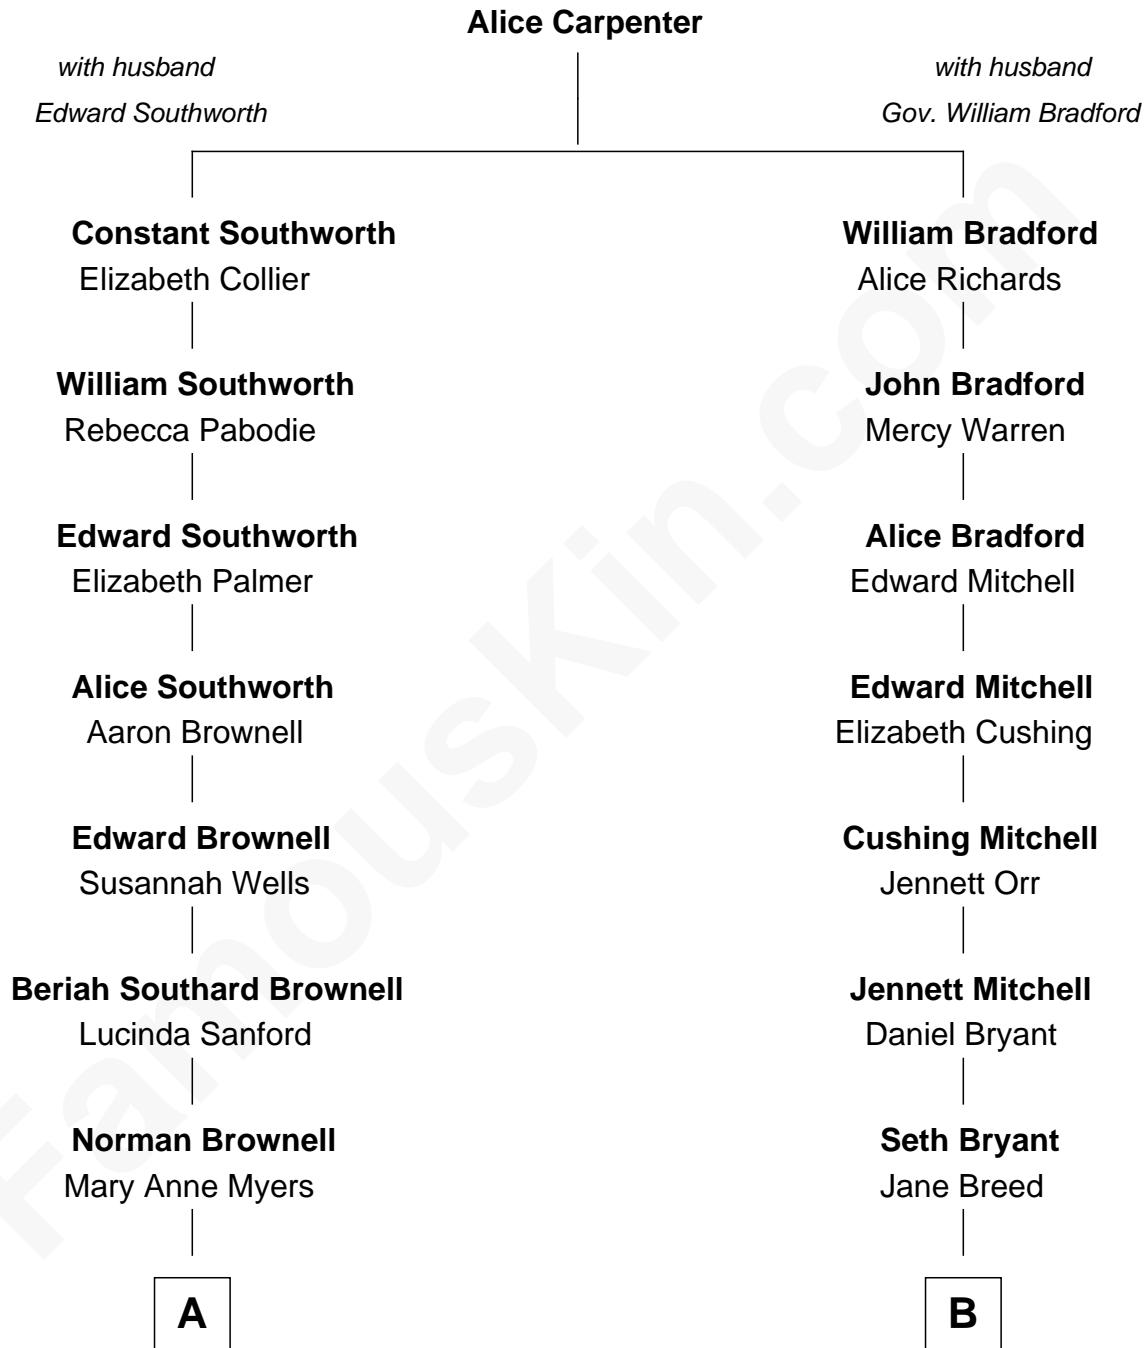 Alice Carpenter
with husband
Edward Southworth
with husband
Gov. William Bradford
Constant Southworth
Elizabeth Collier
William Bradford
Alice Richards
William Southworth
Rebecca Pabodie
John Bradford
Mercy Warren
Edward Southworth
Elizabeth Palmer
Alice Bradford
Edward Mitchell
Alice Southworth
Aaron Brownell
Edward Mitchell
Elizabeth Cushing
Edward Brownell
Susannah Wells
Cushing Mitchell
Jennett Orr
Beriah Southard Brownell
Lucinda Sanford
Jennett Mitchell
Daniel Bryant
Norman Brownell
Mary Anne Myers
Seth Bryant
Jane Breed
A
B
FamousKin.com